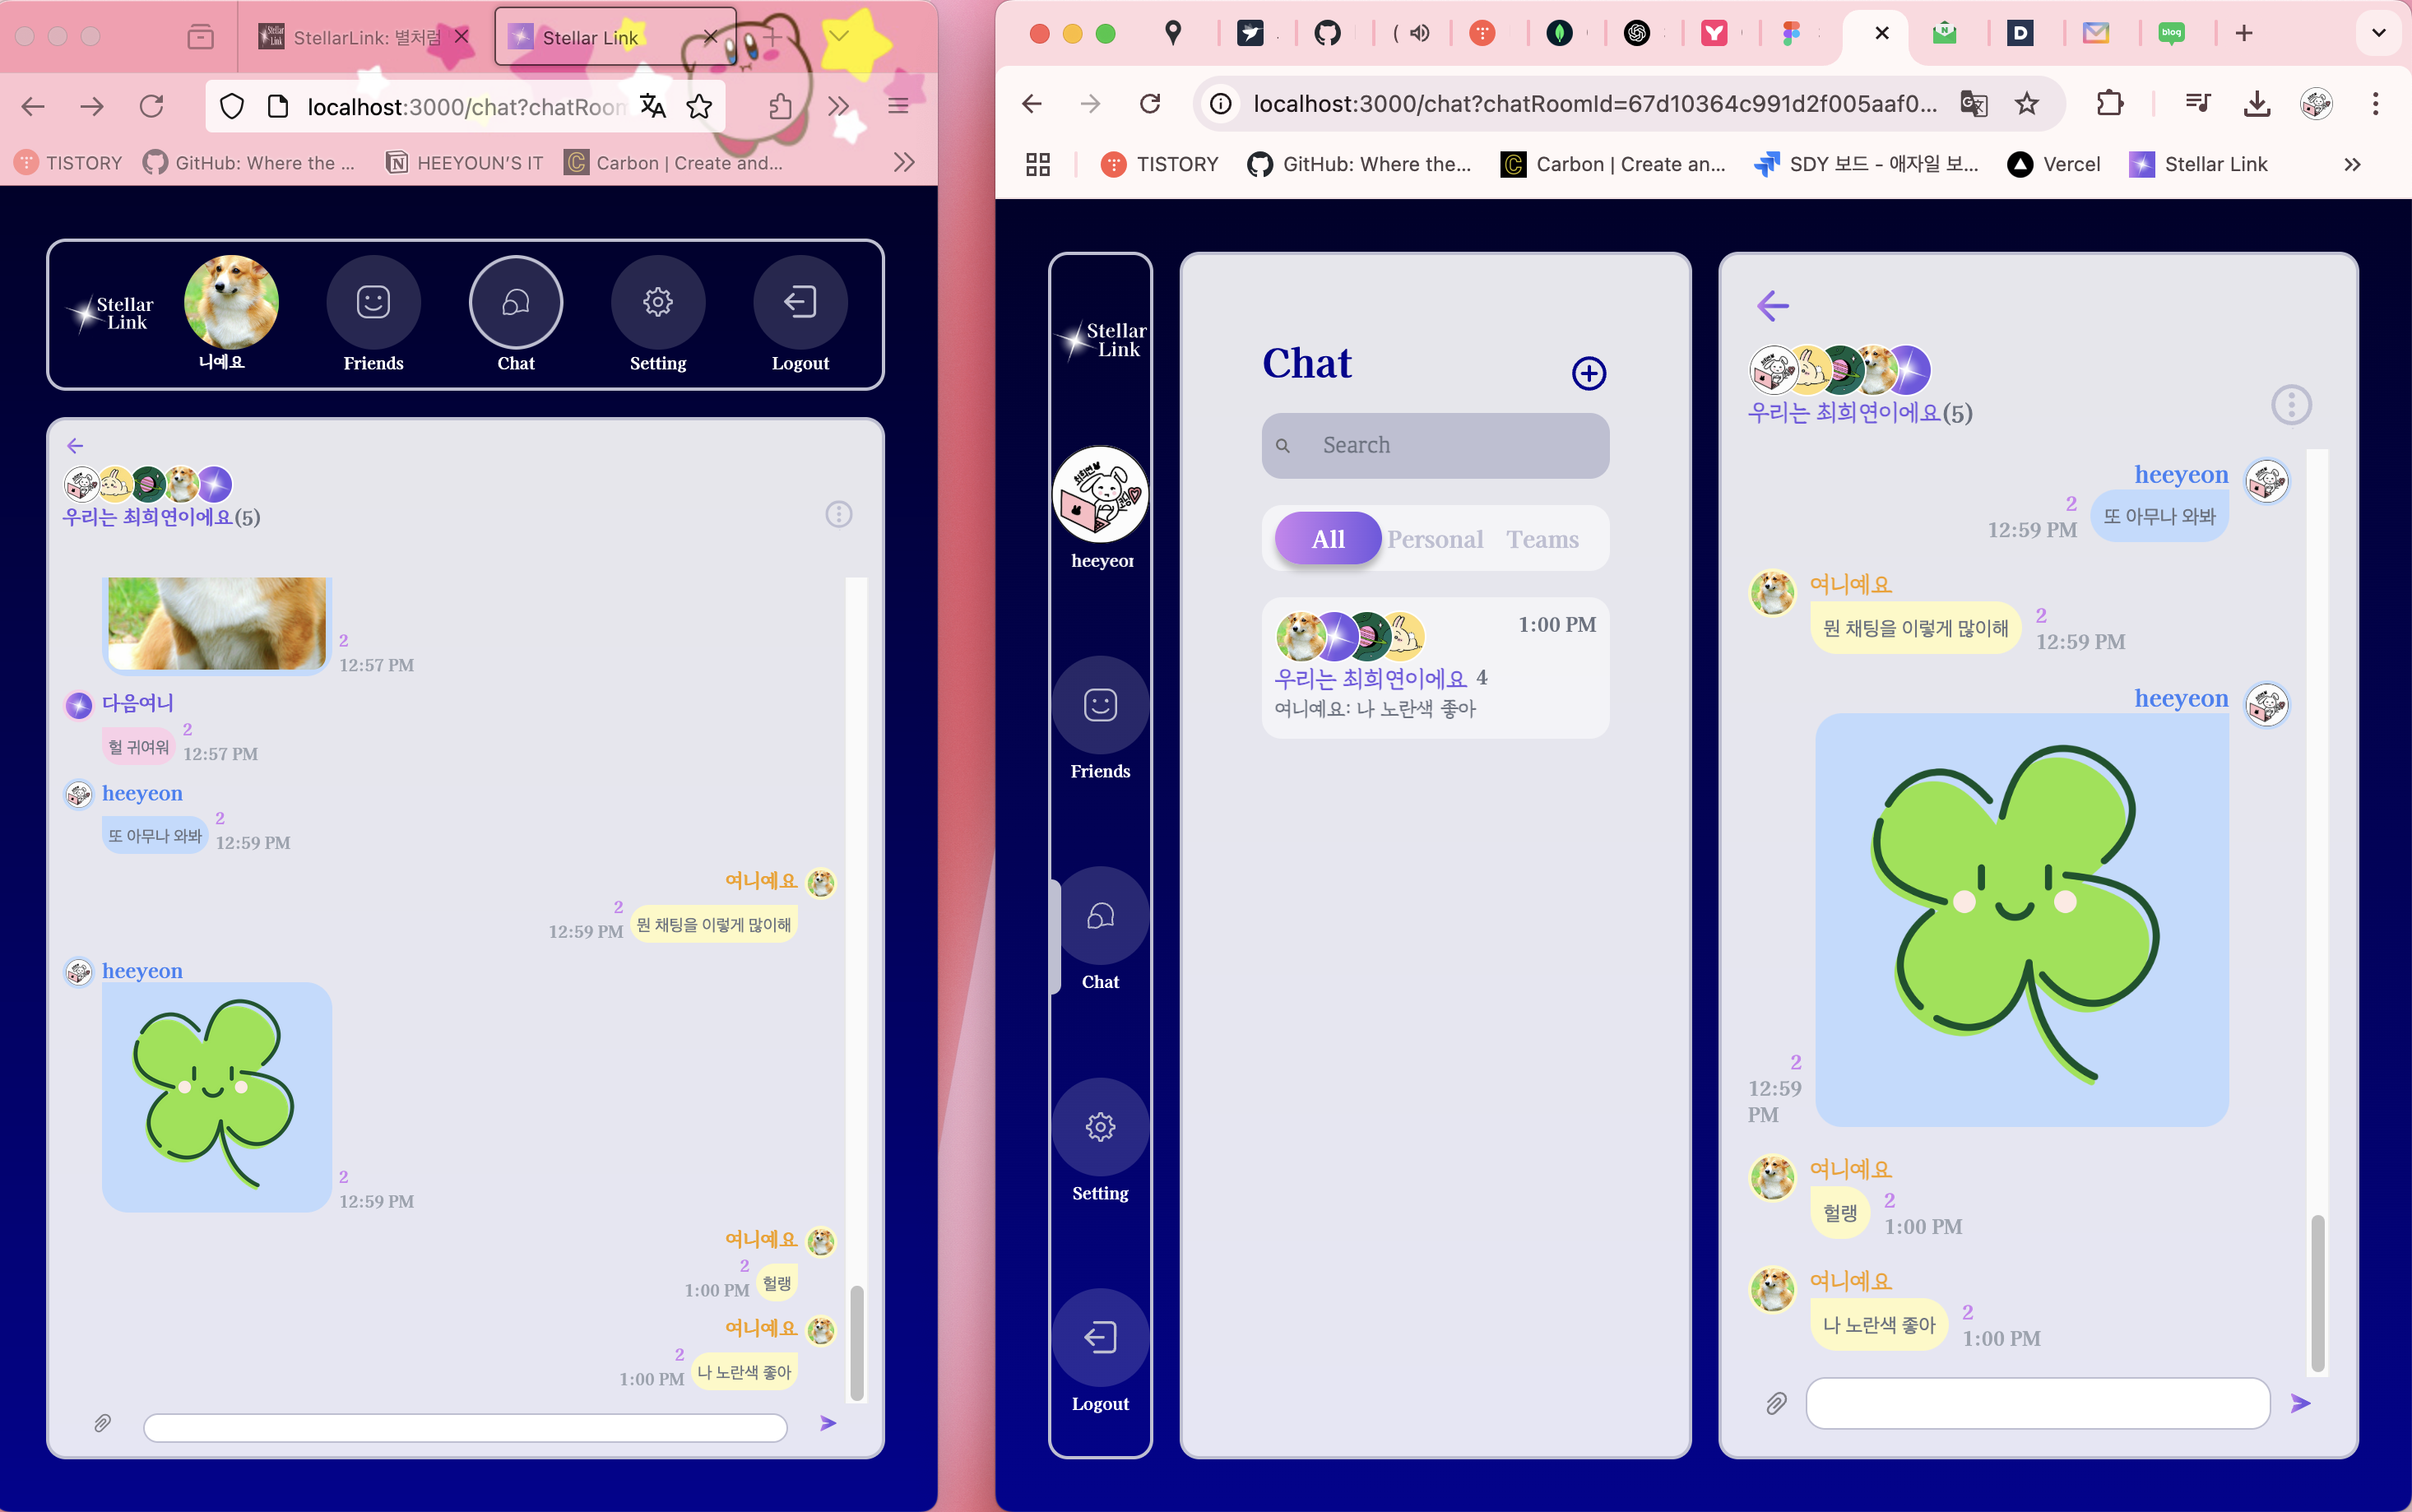 StellarLink: 별처럼
Stellar Link
localhost:3000/chat?chatRoom
TISTORY
GitHub: Where the ...
HEEYOUN'S IT
Carbon | Create and...
Stellar
Link
니예요
Friends
Chat
Setting
Logout
우리는 최희연이에요(5)
2
12:57 PM
다음여니
헐 귀여워
2
12:57 PM
heeyeon
또 아무나 와봐
2
12:59 PM
여니예요
2
12:59 PM
뭔 채팅을 이렇게 많이해
heeyeon
2
12:59 PM
여니예요
2
1:00 PM
헐랭
여니예요
2
1:00 PM
나 노란색 좋아
blog
localhost:3000/chat?chatRoomId=67d10364c991d2f005aaf0...
TISTORY
GitHub: Where the...
Carbon | Create an...
SDY 보드 - 애자일 보...
Vercel
Stellar Link
Stellar
Link
heeyeon
Friends
Chat
Setting
Logout
Chat
Search
All
Personal
Teams
1:00 PM
우리는 최희연이에요 4
여니예요: 나 노란색 좋아
우리는 최희연이에요(5)
heeyeon
2
12:59 PM
또 아무나 와봐
여니예요
뭔 채팅을 이렇게 많이해
2
12:59 PM
heeyeon
2
12:59
PM
여니예요
헐랭
2
1:00 PM
여니예요
나 노란색 좋아
2
1:00 PM